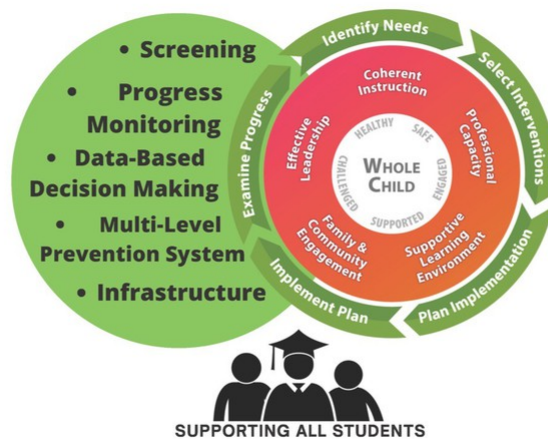 • Screening
• Progress
Monitoring
• Data-Based
Decision Making
• Multi-Level
Prevention System
• Infrastructure
Identify Needs
Select Interventions
Plan Implementation
Implement Plan
Examine Progress
Coherent
Instruction
Professional
Capacity
Supportive
Learning
Environment
Family &
Community
Engagement
Effective
Leadership
HEALTHY
SAFE
ENGAGED
SUPPORTED
CHALLENGED
WHOLE
CHILD
SUPPORTING ALL STUDENTS